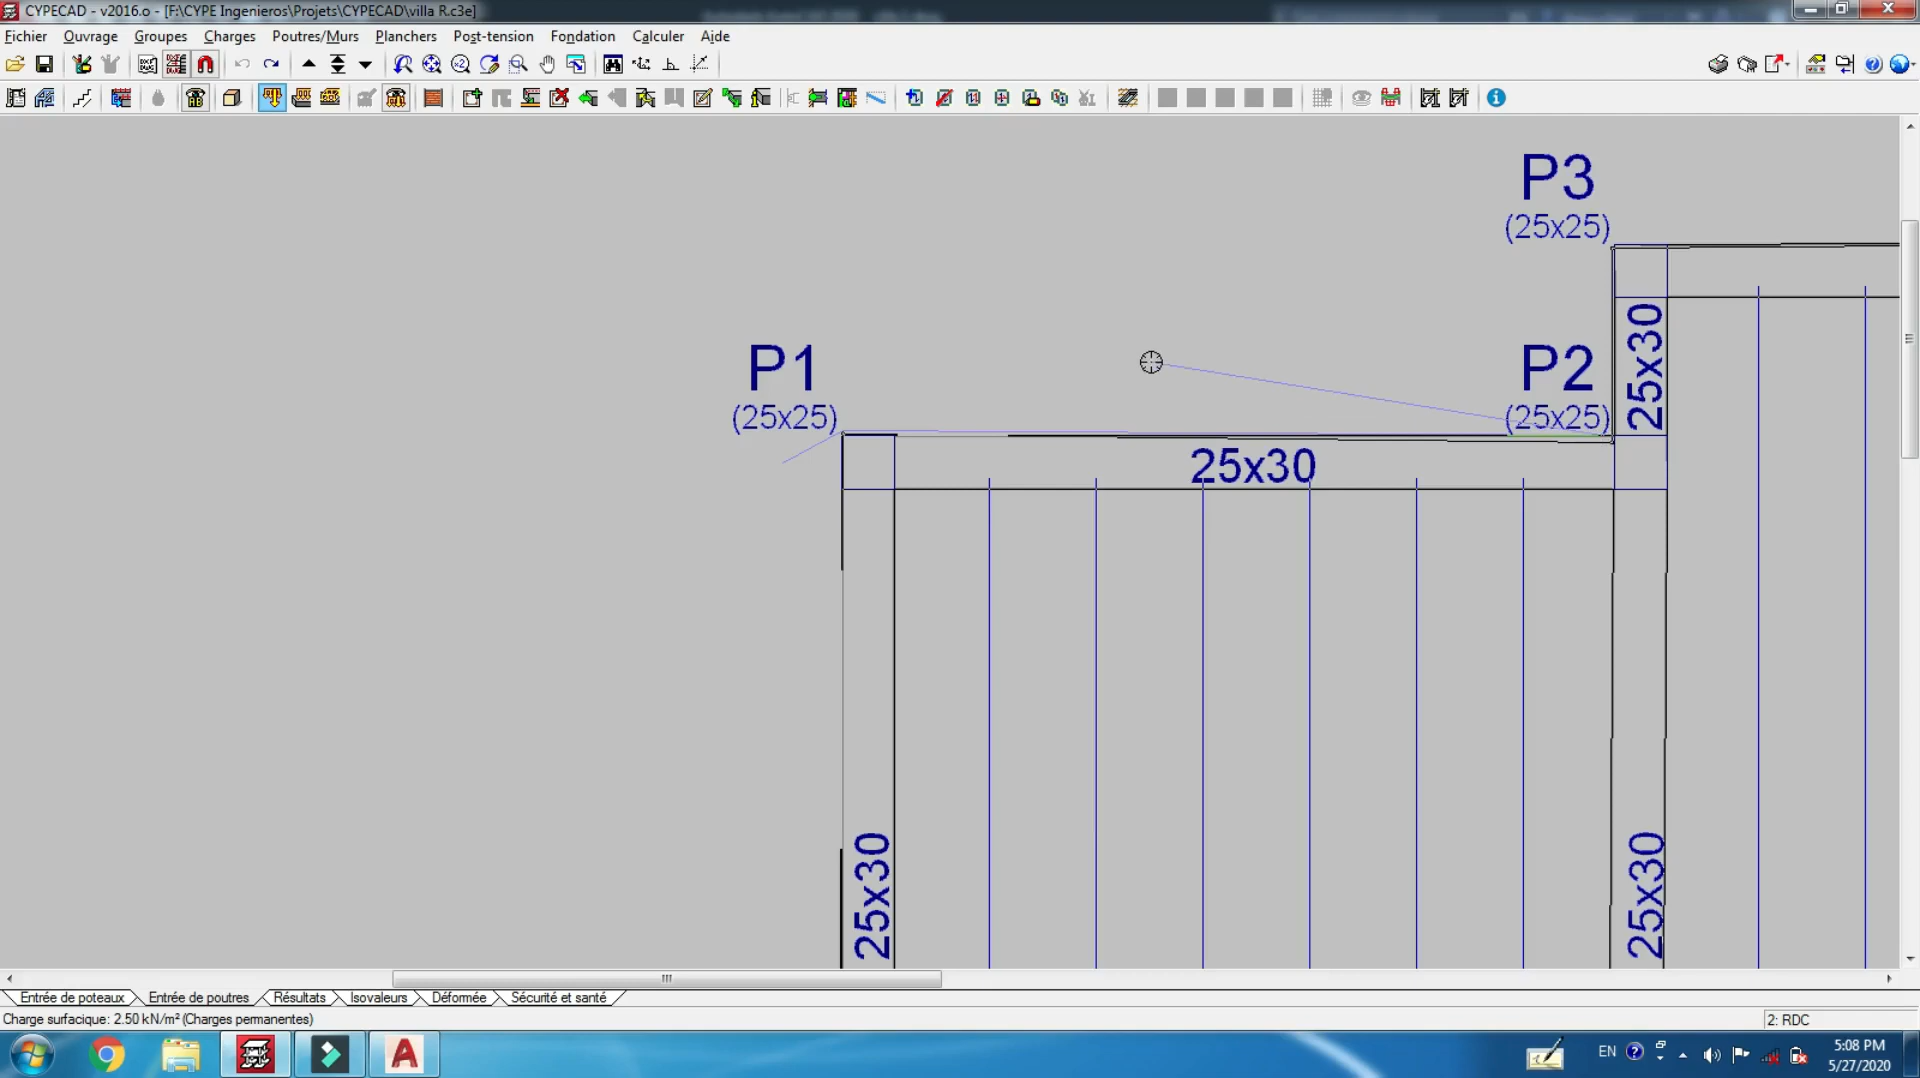 CYPECAD - v2016.o - [F:\CYPE Ingenieros\Projets\CYPECAD\villa R.c3e]
Fichier Ouvrage Groupes Charges Poutres/Murs Planchers Post-tension Fondation Calculer Aide
P3
(25x25)
25x30
P1
(25x25)
P2
(25x25)
25x30
25x30
25x30
Entrée de poteaux Entrée de poutres Résultats Isovaleurs Déformée Sécurité et santé
Charge surfacique: 2.50 kN/m² (Charges permanentes) 2: RDC
EN 5:08 PM
5/27/2020